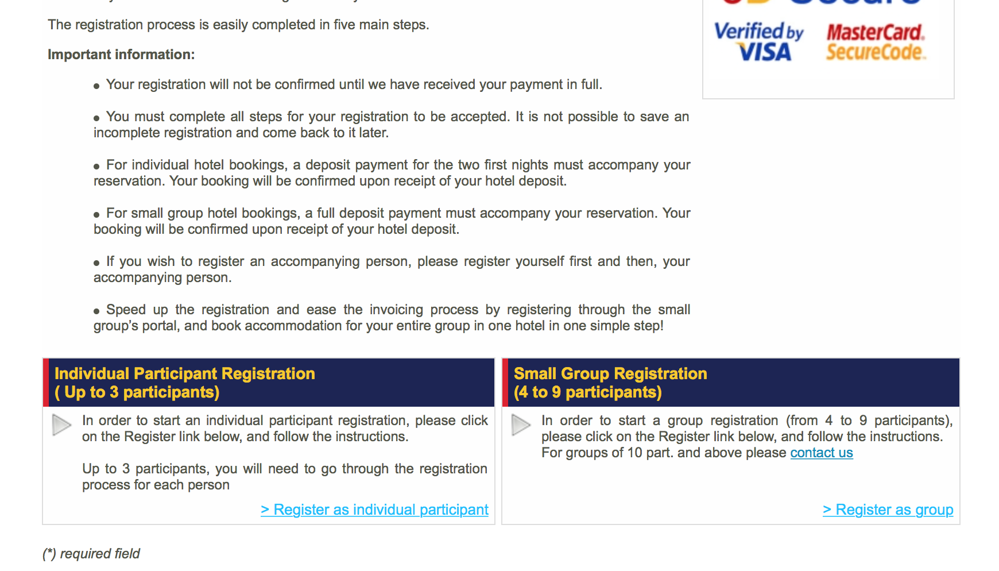 The registration process is easily completed in five main steps.
Important information:
● Your registration will not be confirmed until we have received your payment in full.
● You must complete all steps for your registration to be accepted. It is not possible to save an
incomplete registration and come back to it later.
● For individual hotel bookings, a deposit payment for the two first nights must accompany your
reservation. Your booking will be confirmed upon receipt of your hotel deposit.
● For small group hotel bookings, a full deposit payment must accompany your reservation. Your
booking will be confirmed upon receipt of your hotel deposit.
● If you wish to register an accompanying person, please register yourself first and then, your
accompanying person.
● Speed up the registration and ease the invoicing process by registering through the small
group’s portal, and book accommodation for your entire group in one hotel in one simple step!
Verified by
VISA
MasterCard.
SecureCode™
Individual Participant Registration
( Up to 3 participants)
In order to start an individual participant registration, please click
on the Register link below, and follow the instructions.
Up to 3 participants, you will need to go through the registration
process for each person
> Register as individual participant
Small Group Registration
(4 to 9 participants)
In order to start a group registration (from 4 to 9 participants),
please click on the Register link below, and follow the instructions.
For groups of 10 part. and above please contact us
> Register as group
(*) required field